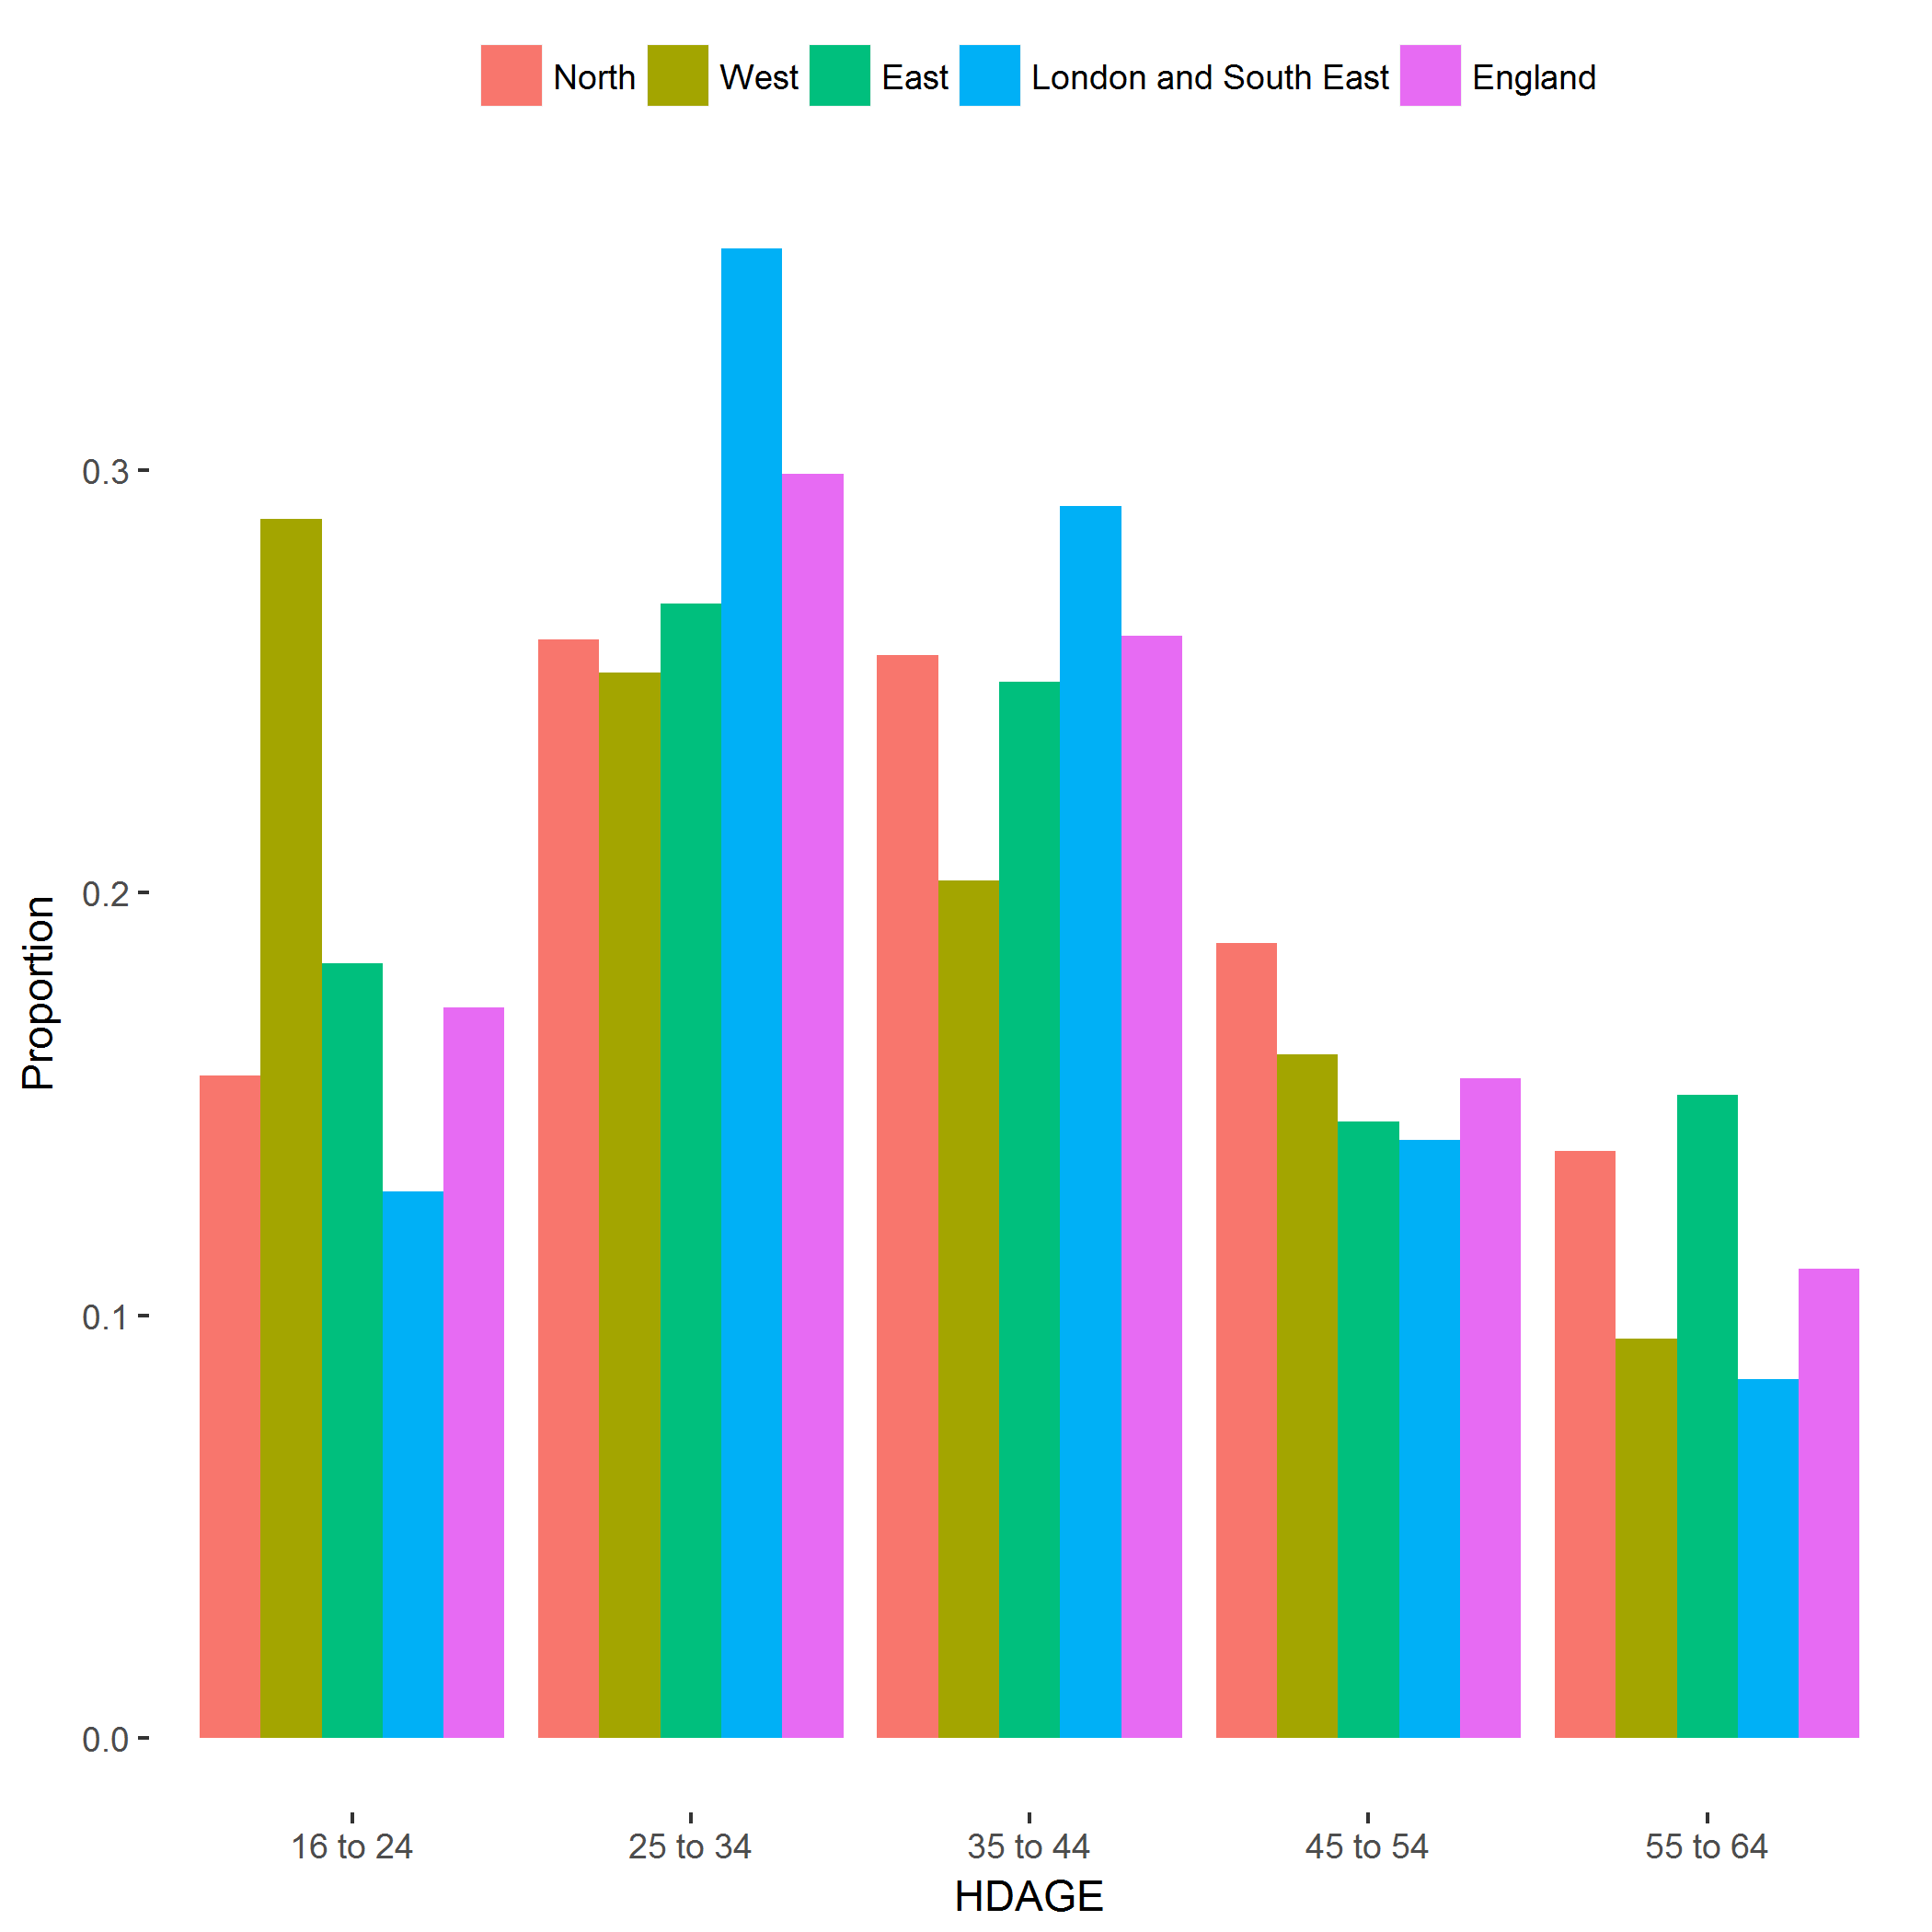 North West East London and South East England
0.3
0.2
0.1
0.0
Proportion
16 to 24 25 to 34 35 to 44 45 to 54 55 to 64
HDAGE